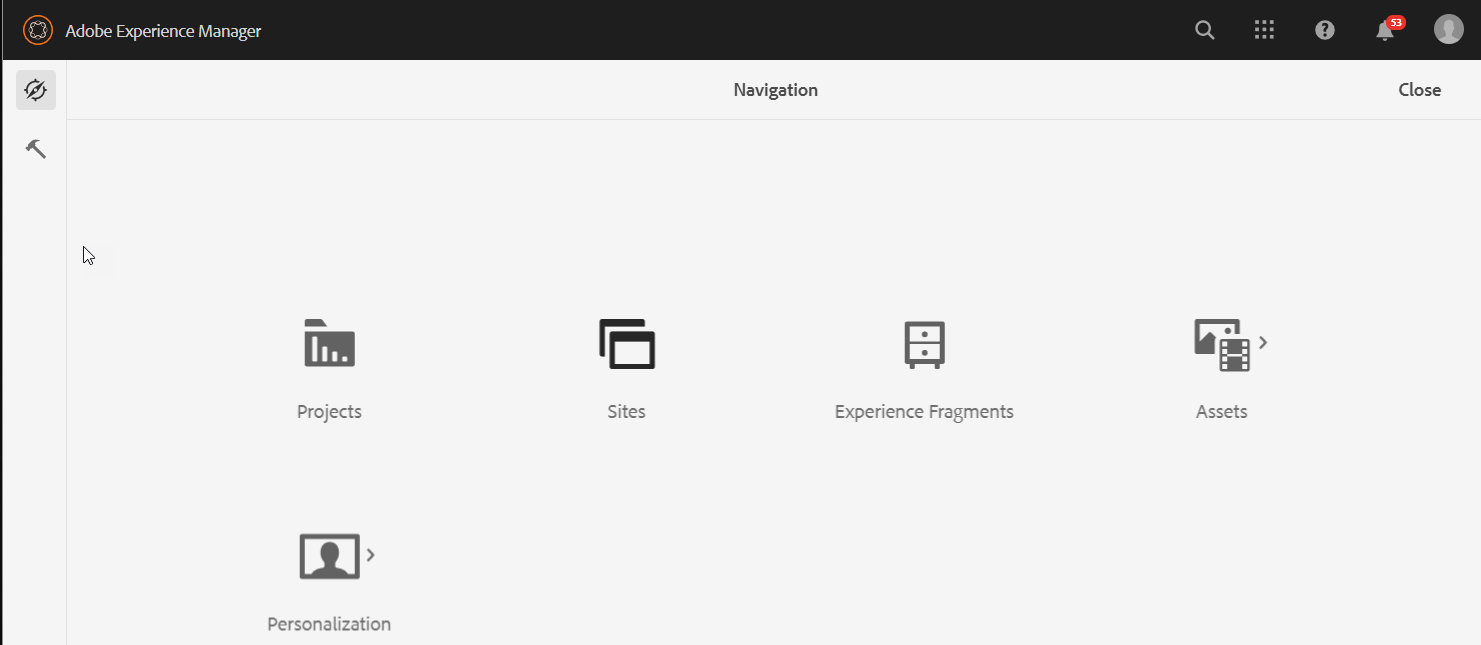 Adobe Experience Manager
53
Navigation
Close
Projects
Sites
Experience Fragments
Assets
Personalization